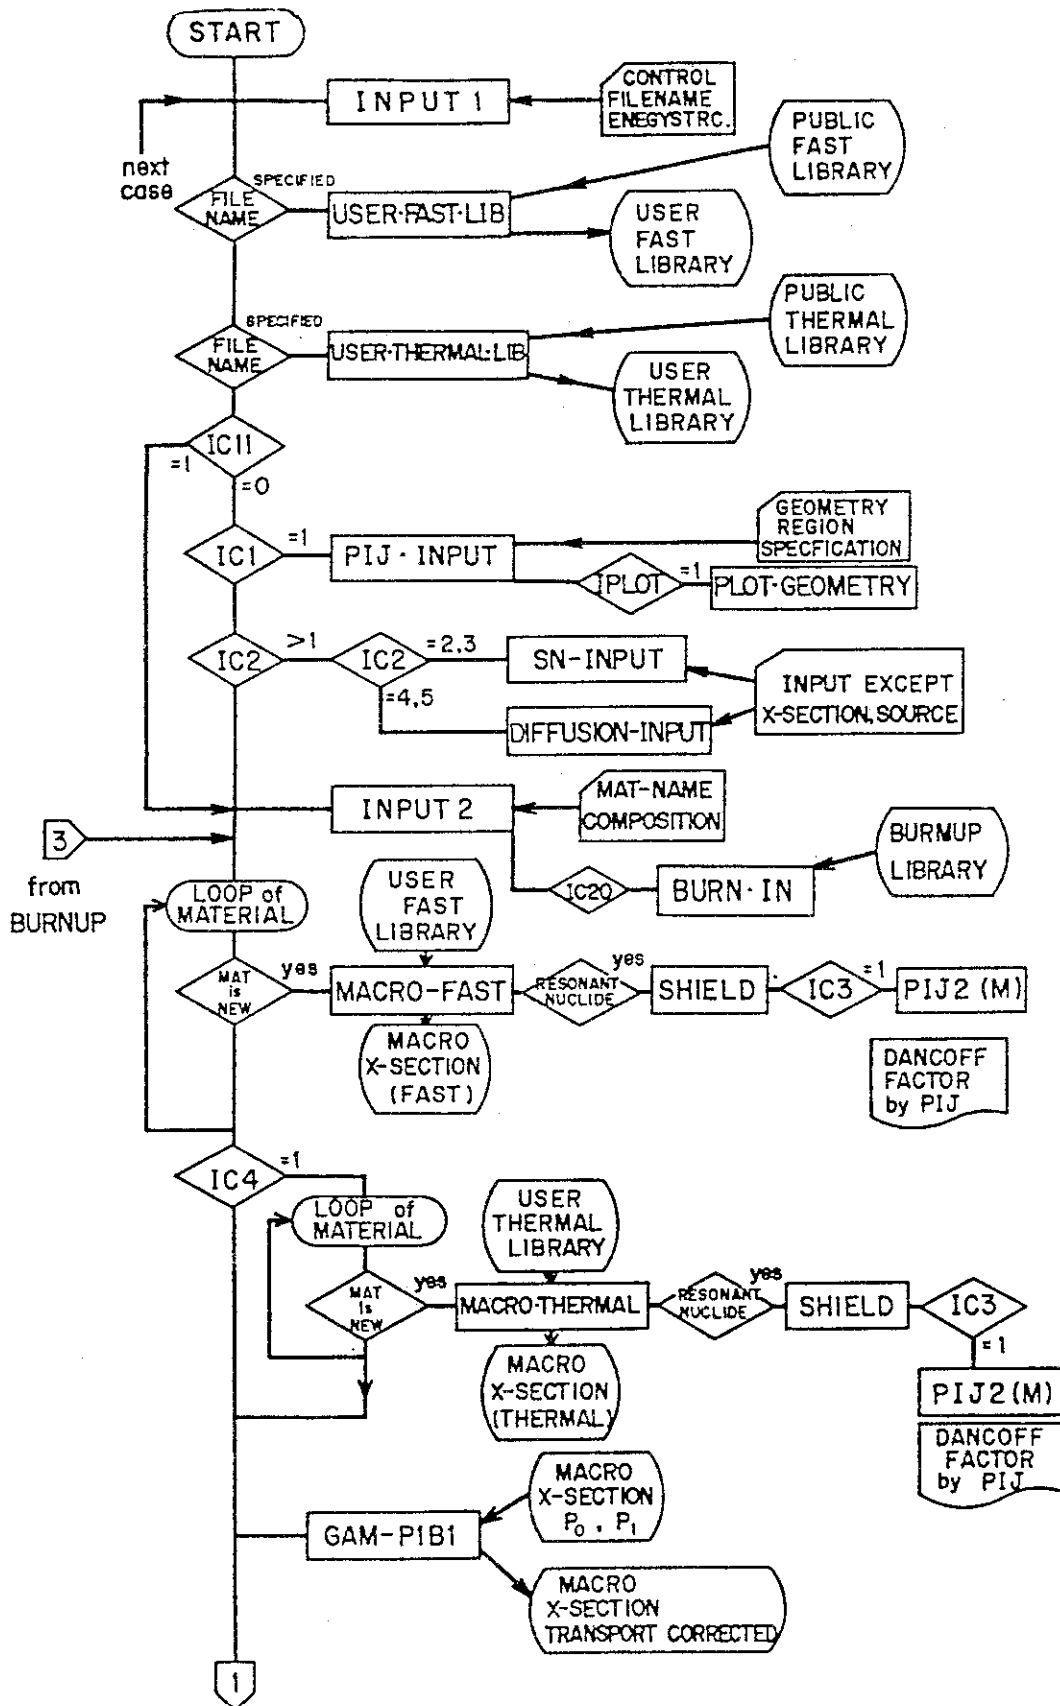 START
INPUT 1
CONTROL
FILENAME
ENEGYSTRC.
next
case
PUBLIC
FAST
LIBRARY
SPECIFIED
FILE
NAME
USER·FAST·LIB
USER
FAST
LIBRARY
PUBLIC
THERMAL
LIBRARY
SPECIFIED
FILE
NAME
USER·THERMAL·LIB
USER
THERMAL
LIBRARY
IC11
=1
=0
IC1
=1
PIJ·INPUT
GEOMETRY
REGION
SPECFICATION
IPLOT
=1
PLOT·GEOMETRY
IC2
>1
IC2
=2,3
SN-INPUT
=4,5
DIFFUSION-INPUT
INPUT EXCEPT
X-SECTION,SOURCE
INPUT 2
MAT-NAME
COMPOSITION
3
from
BURNUP
IC20
BURN·IN
BURMUP
LIBRARY
LOOP of
MATERIAL
USER
FAST
LIBRARY
MAT
is
NEW
yes
MACRO-FAST
RESONANT
NUCLIDE
yes
SHIELD
IC3
=1
PIJ2(M)
MACRO
X-SECTION
(FAST)
DANCOFF
FACTOR
by PIJ
IC4
=1
LOOP of
MATERIAL
USER
THERMAL
LIBRARY
MAT
is
NEW
yes
MACRO·THERMAL
RESONANT
NUCLIDE
yes
SHIELD
IC3
=1
PIJ2(M)
MACRO
X-SECTION
(THERMAL)
DANCOFF
FACTOR
by PIJ
GAM-P1B1
MACRO
X-SECTION
P₀, P₁
MACRO
X-SECTION
TRANSPORT CORRECTED
1